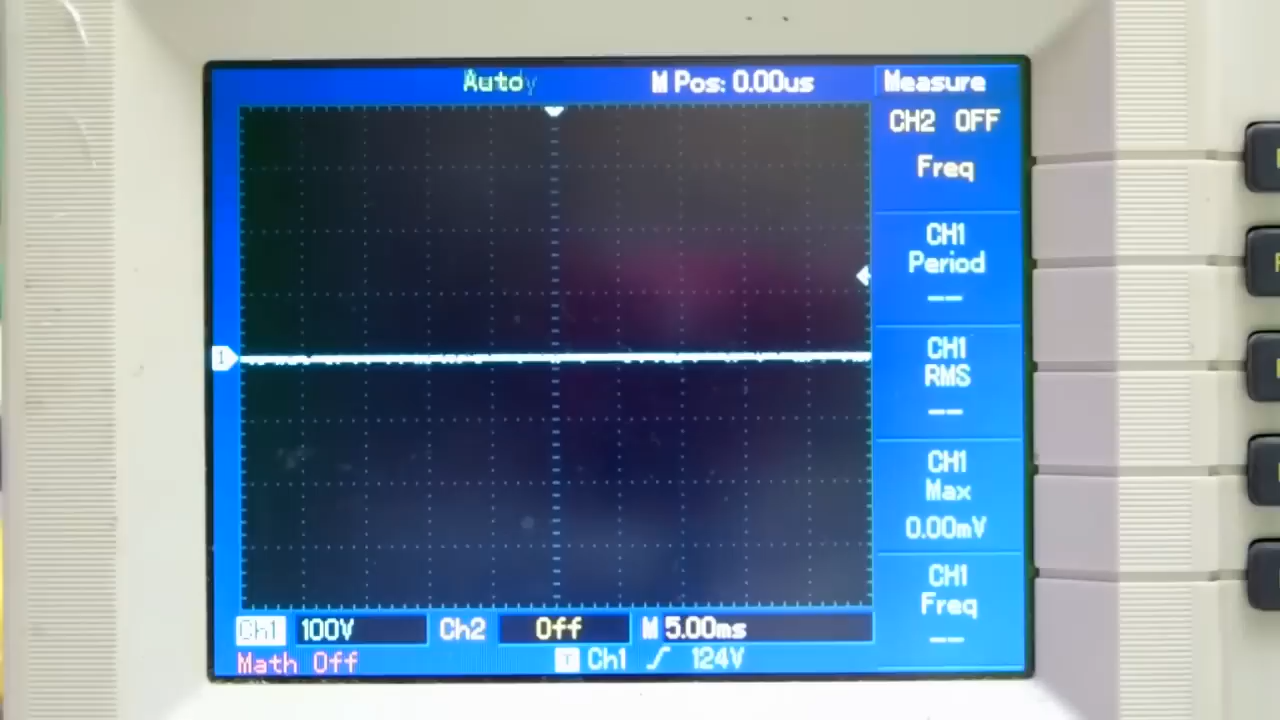 Auto M Pos: 0.00us Measure
CH2 OFF
Freq
CH1
Period
--
1
CH1
RMS
--
CH1
Max
0.00mV
CH1
Freq
--
Ch1 100V Ch2 Off M 5.00ms
Math Off T Ch1 124V